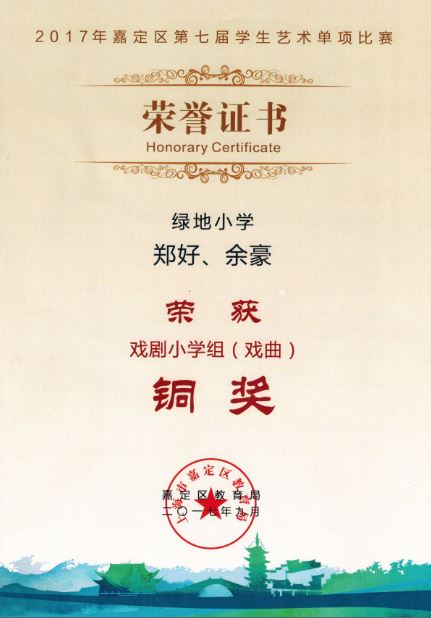 2017年嘉定区第七届学生艺术单项比赛
荣誉证书
Honorary Certificate
绿地小学
郑好、余豪
荣 获
戏剧小学组（戏曲）
铜 奖
上海市嘉定区教育局
嘉定区教育局
二〇一七年九月